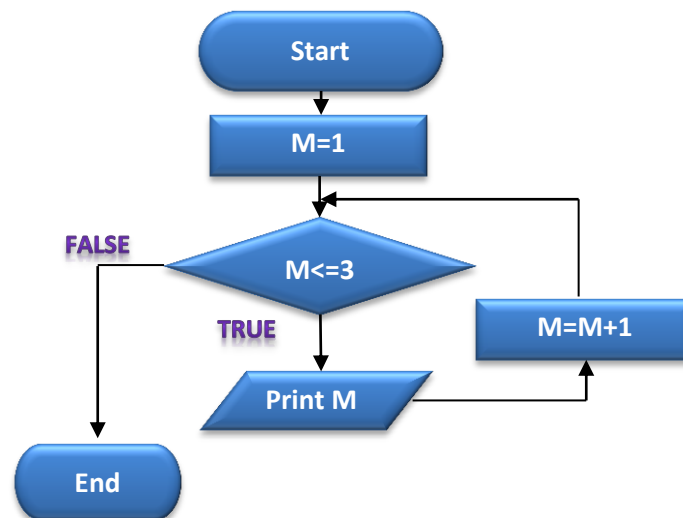 Start
M=1
FALSE
M<=3
TRUE
M=M+1
Print M
End